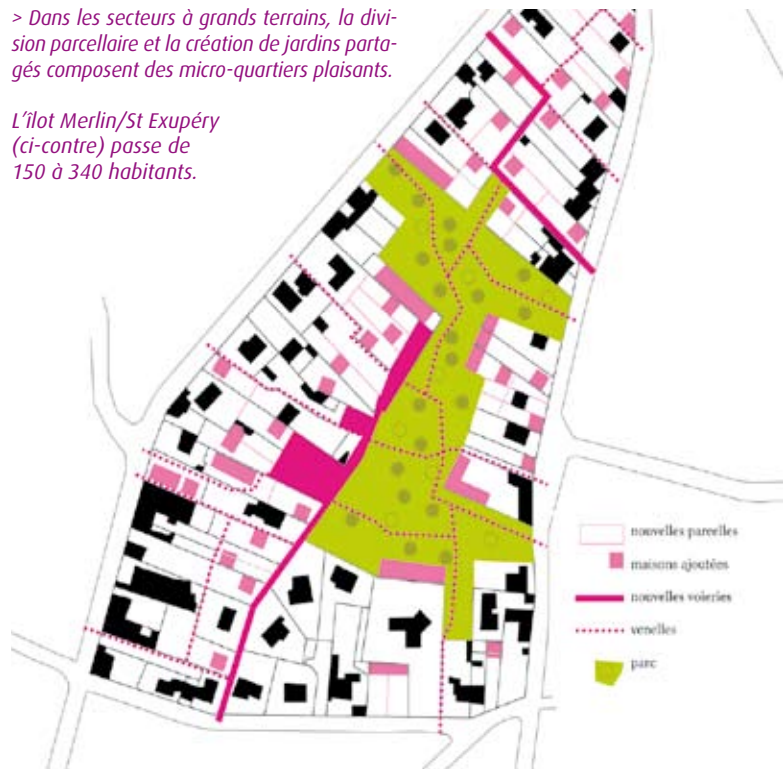 > Dans les secteurs à grands terrains, la divi-
sion parcellaire et la création de jardins parta-
gés composent des micro-quartiers plaisants.
L'îlot Merlin/St Exupéry
(ci-contre) passe de
150 à 340 habitants.
nouvelles parcelles
maisons ajoutées
nouvelles voieries
venelles
parc